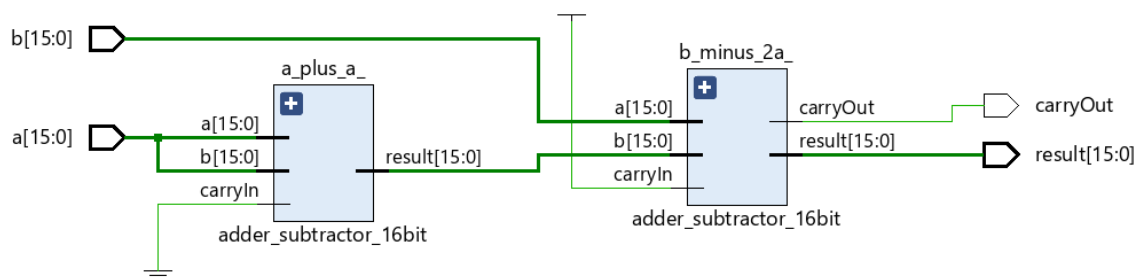 b[15:0]
a[15:0]
a_plus_a_
a[15:0]
b[15:0]
carryIn
result[15:0]
adder_subtractor_16bit
b_minus_2a_
a[15:0]
b[15:0]
carryIn
carryOut
result[15:0]
adder_subtractor_16bit
carryOut
result[15:0]